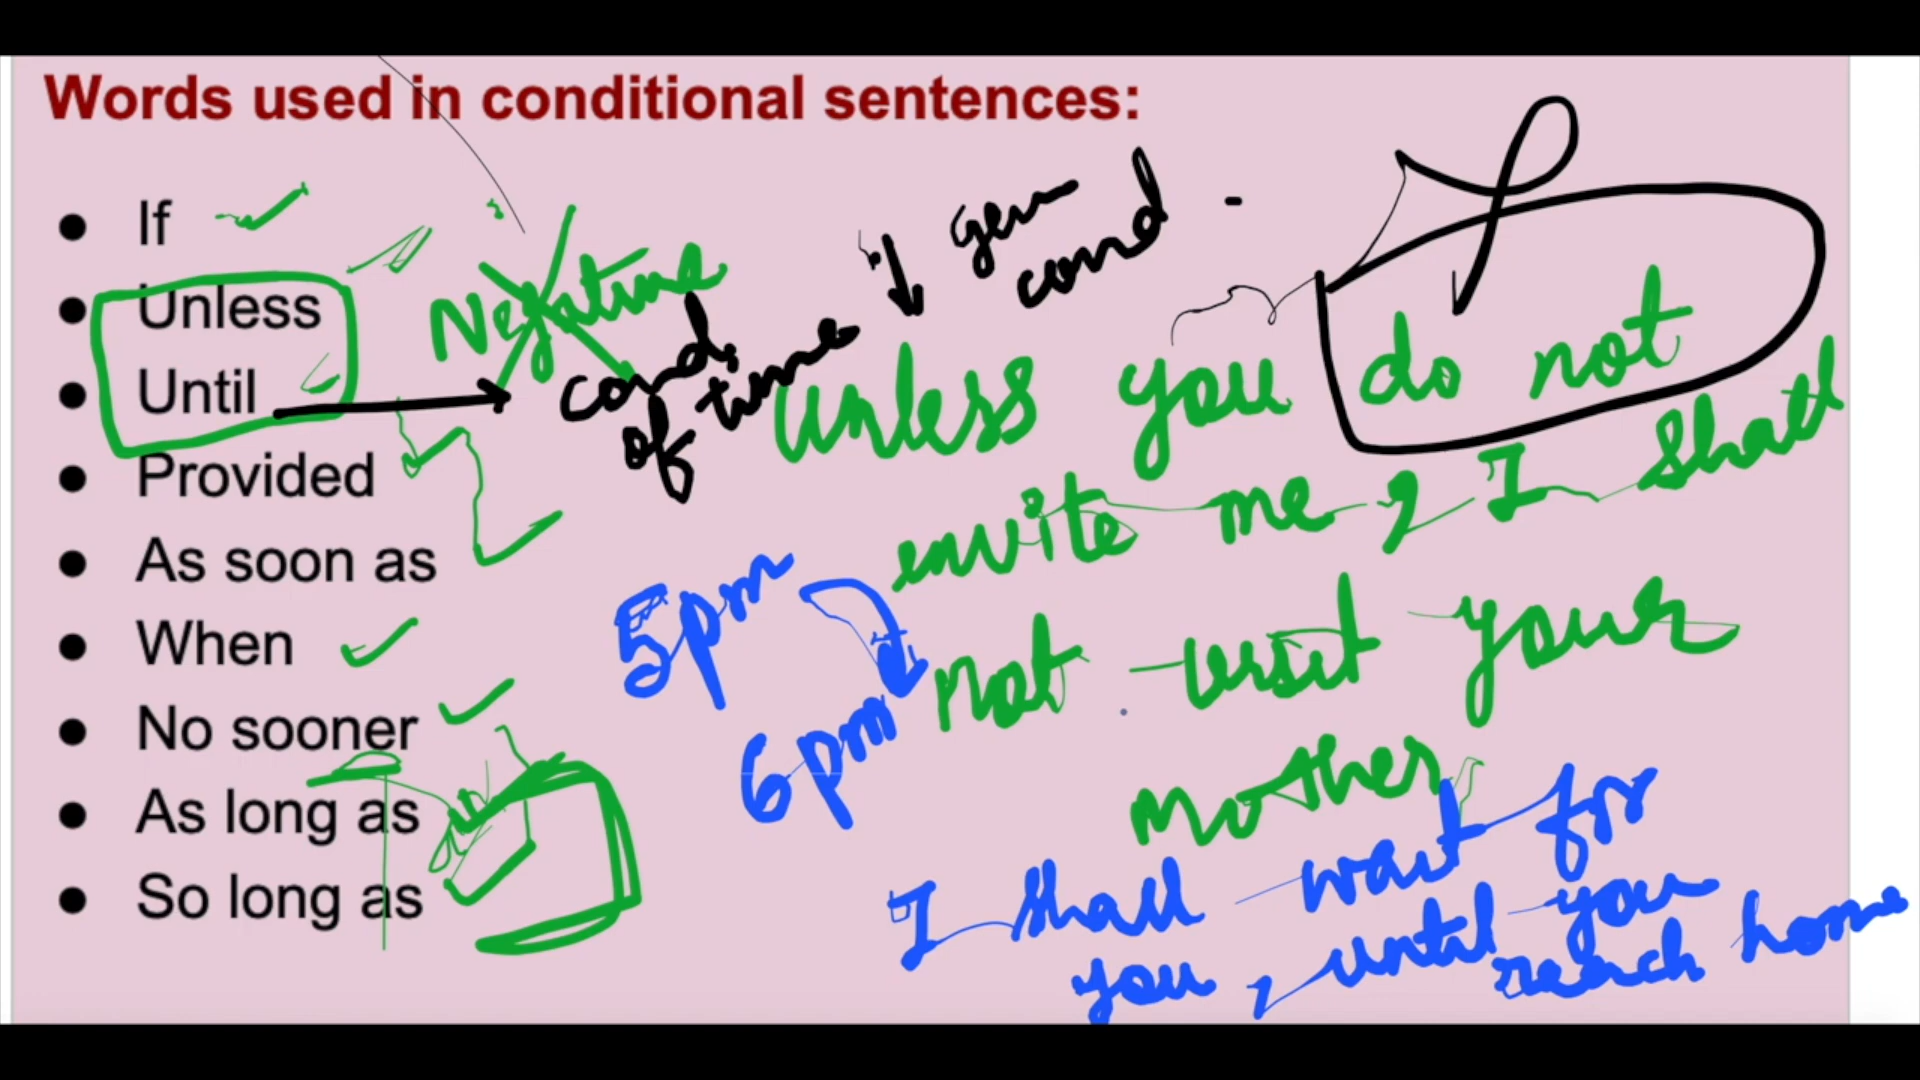 Words used in conditional sentences:
● If
● Unless
● Until
● Provided
● As soon as
● When
● No sooner
● As long as
● So long as
Negative
cond.
of time
gen
cond
unless you do not
invite me, I shall
not visit your
mother
5pm
6pm
I shall wait for
you, until you
reach home